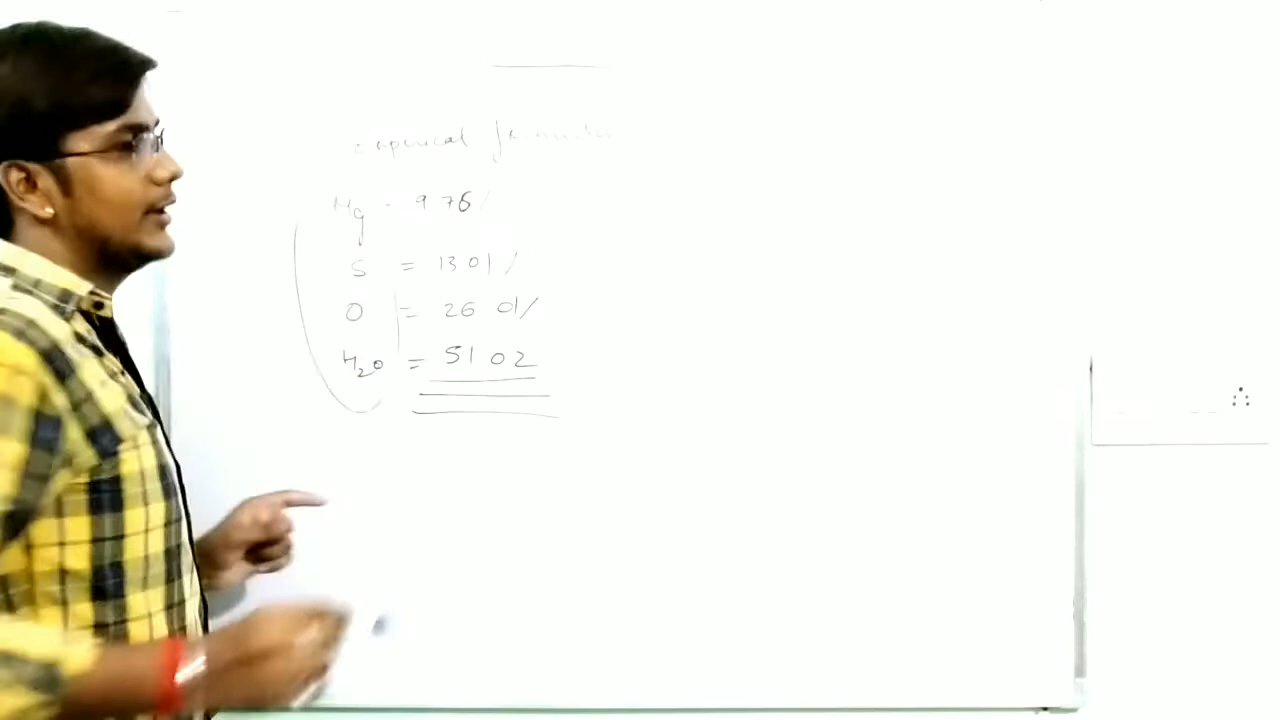 empirical formula
Mg = 9.76%
S = 13.01%
O = 26.01%
H2O = 51.02